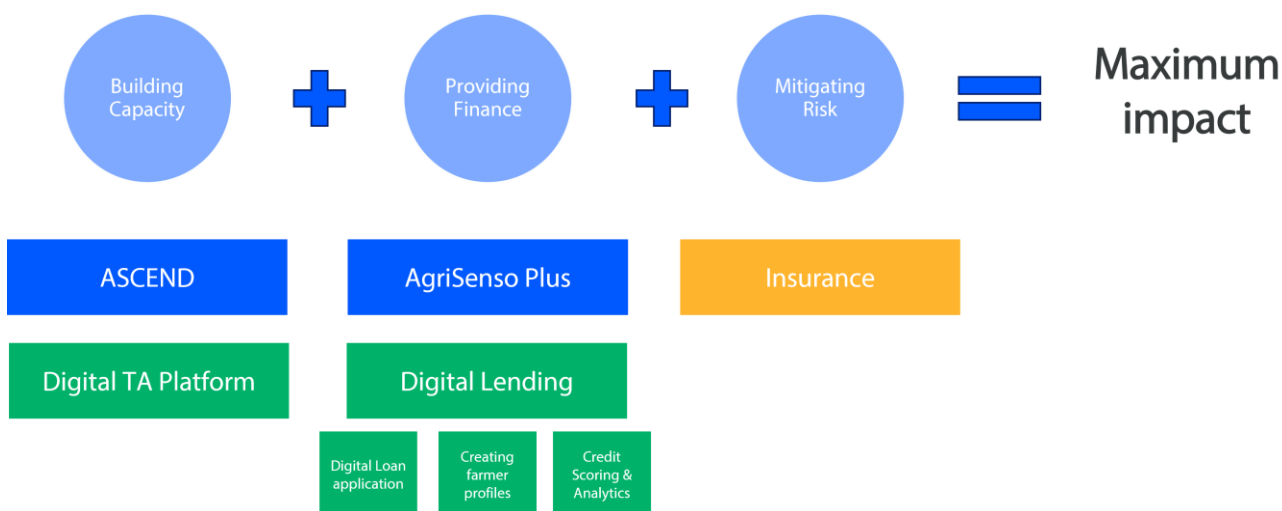 Building
Capacity
Providing
Finance
Mitigating
Risk
Maximum
impact
ASCEND
AgriSenso Plus
Insurance
Digital TA Platform
Digital Lending
Digital Loan
application
Creating
farmer
profiles
Credit
Scoring &
Analytics